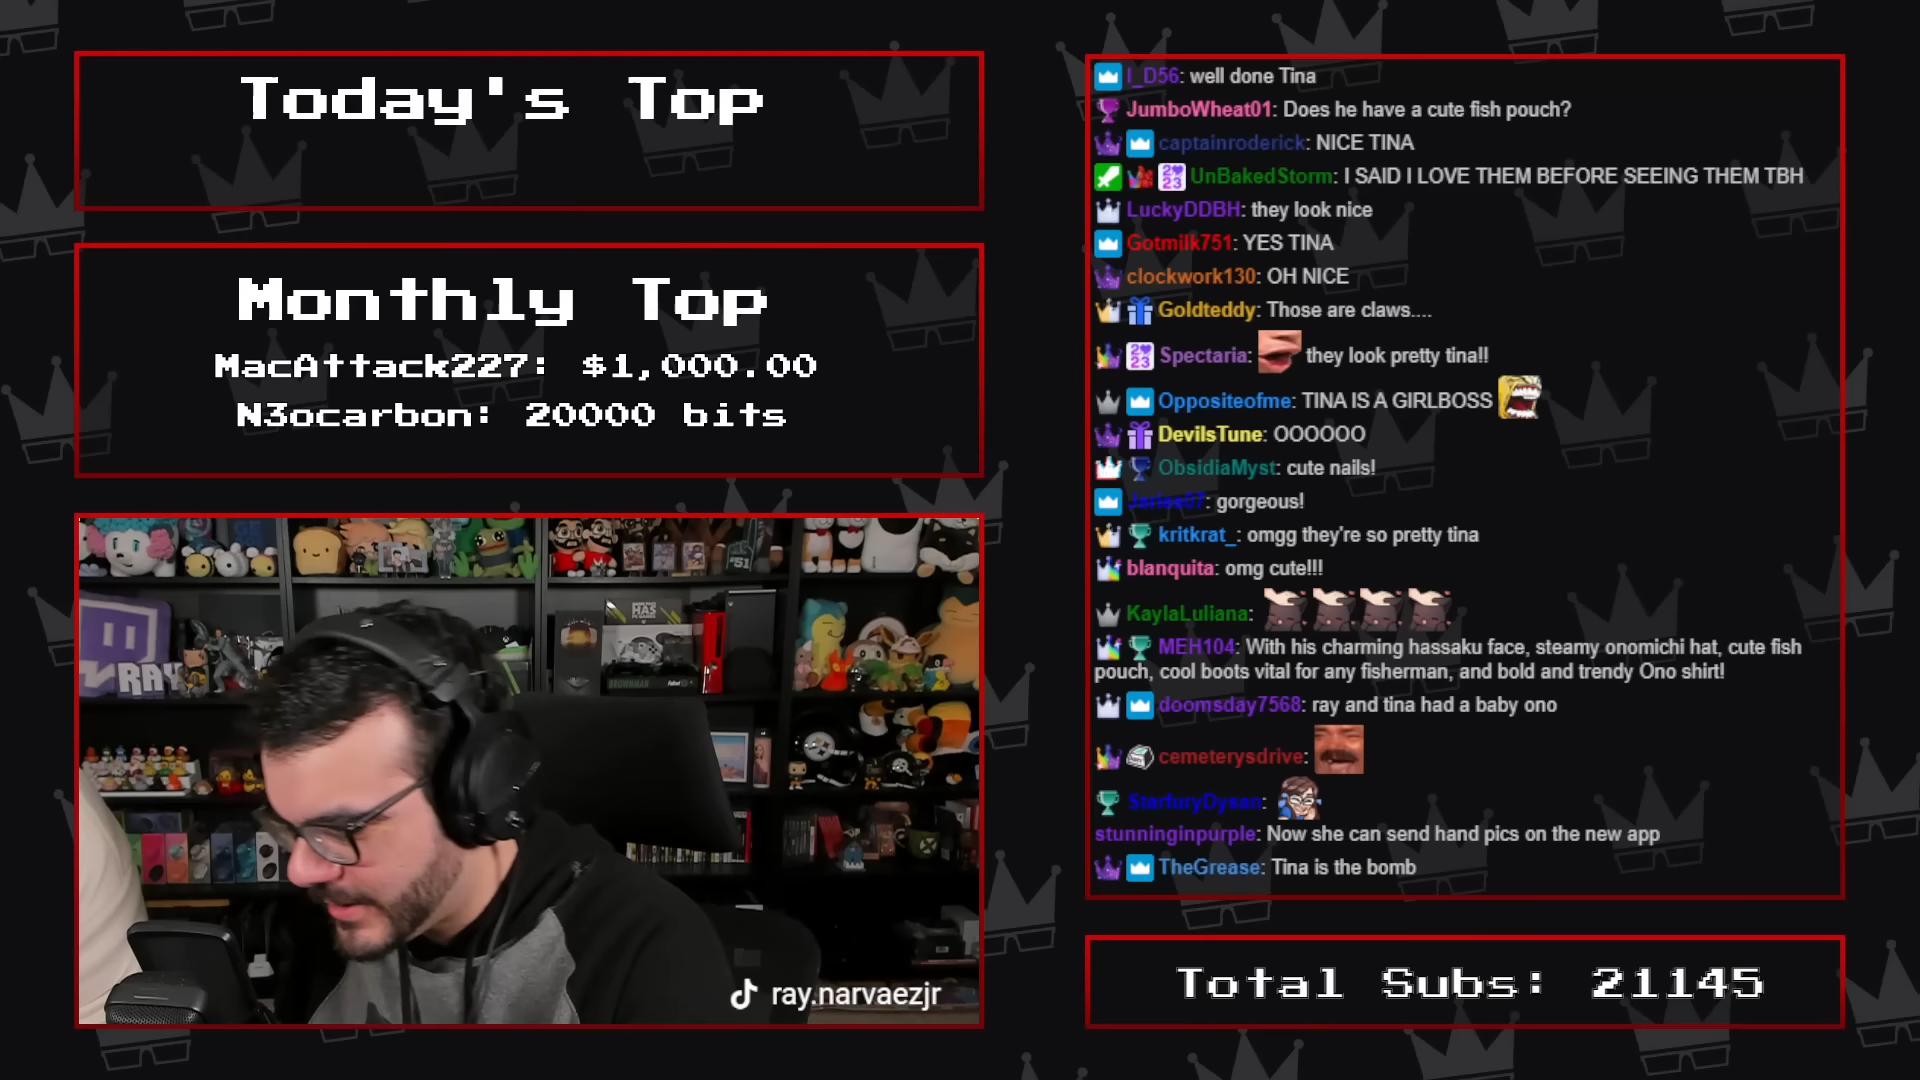 Today's Top
Monthly Top
MacAttack227: $1,000.00
N3ocarbon: 20000 bits
RAY
HAS
#51
ray.narvaezjr
I_D56: well done Tina
JumboWheat01: Does he have a cute fish pouch?
captainroderick: NICE TINA
UnBakedStorm: I SAID I LOVE THEM BEFORE SEEING THEM TBH
LuckyDDBH: they look nice
Gotmilk751: YES TINA
clockwork130: OH NICE
Goldteddy: Those are claws....
Spectaria: they look pretty tina!!
Oppositeofme: TINA IS A GIRLBOSS
DevilsTune: OOOOOO
ObsidiaMyst: cute nails!
: gorgeous!
kritkrat_: omgg they're so pretty tina
blanquita: omg cute!!!
KaylaLuliana:
MEH104: With his charming hassaku face, steamy onomichi hat, cute fish
pouch, cool boots vital for any fisherman, and bold and trendy Ono shirt!
doomsday7568: ray and tina had a baby ono
cemeterysdrive:
StarfuryDysan:
stunninginpurple: Now she can send hand pics on the new app
TheGrease: Tina is the bomb
Total Subs: 21145